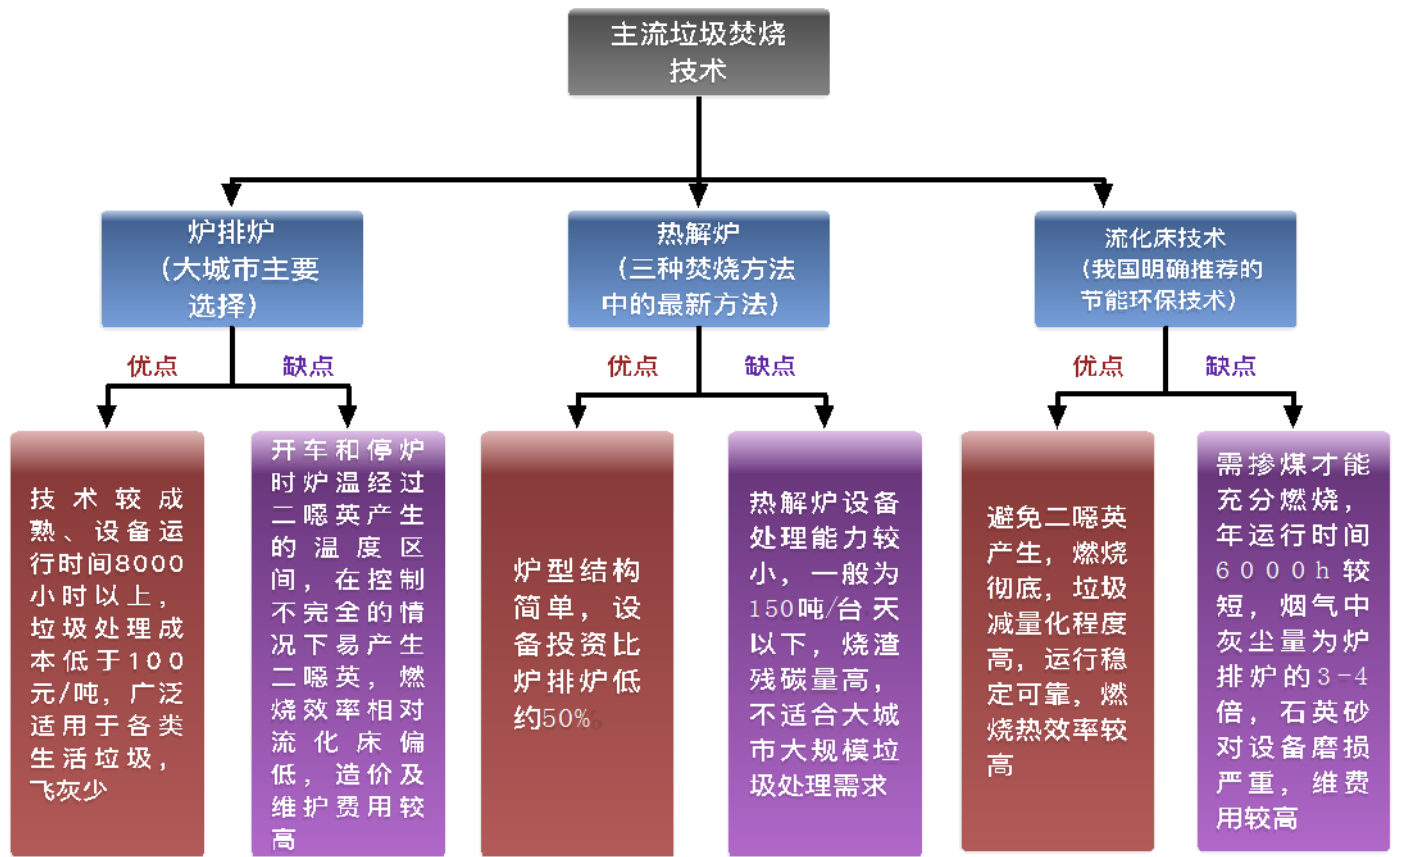 主流垃圾焚烧
技术
炉排炉
（大城市主要
选择）
热解炉
（三种焚烧方法
中的最新方法）
流化床技术
（我国明确推荐的
节能环保技术）
优点
缺点
优点
缺点
优点
缺点
技术较成
熟、设备运
行时间8000
小时以上，
垃圾处理成
本低于100
元/吨，广泛
适用于各类
生活垃圾，
飞灰少
开车和停炉
时炉温经过
二噁英产生
的温度区
间，在控制
不完全的情
况下易产生
二噁英，燃
烧效率相对
流化床偏
低，造价及
维护费用较
高
炉型结构
简单，设
备投资比
炉排炉低
约50%
热解炉设备
处理能力较
小，一般为
150吨/台天
以下，烧渣
残碳量高，
不适合大城
市大规模垃
圾处理需求
避免二噁英
产生，燃烧
彻底，垃圾
减量化程度
高，运行稳
定可靠，燃
烧热效率较
高
需掺煤才能
充分燃烧，
年运行时间
6000h较
短，烟气中
灰尘量为炉
排炉的3-4
倍，石英砂
对设备磨损
严重，维费
用较高